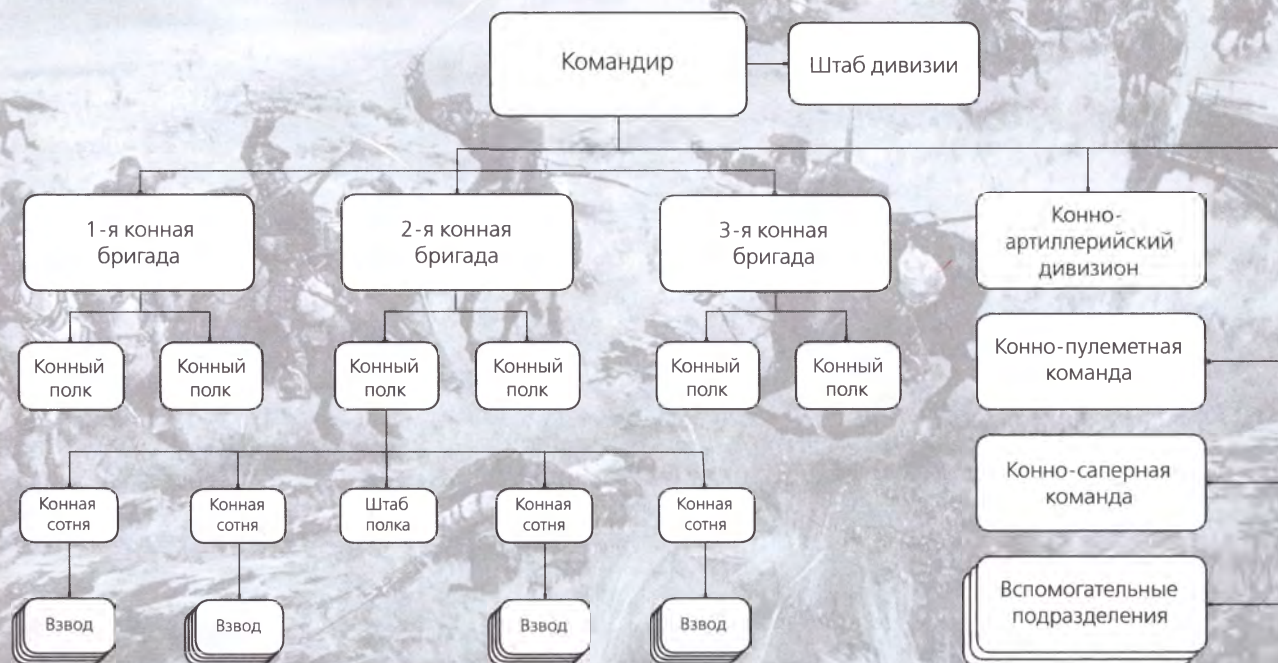 Командир
Штаб дивизии
1-я конная
бригада
2-я конная
бригада
3-я конная
бригада
Конно-
артиллерийский
дивизион
Конный
полк
Конный
полк
Конный
полк
Конный
полк
Конный
полк
Конный
полк
Конно-пулеметная
команда
Конно-саперная
команда
Конная
сотня
Конная
сотня
Штаб
полка
Конная
сотня
Конная
сотня
Взвод
Взвод
Взвод
Взвод
Вспомогательные
подразделения